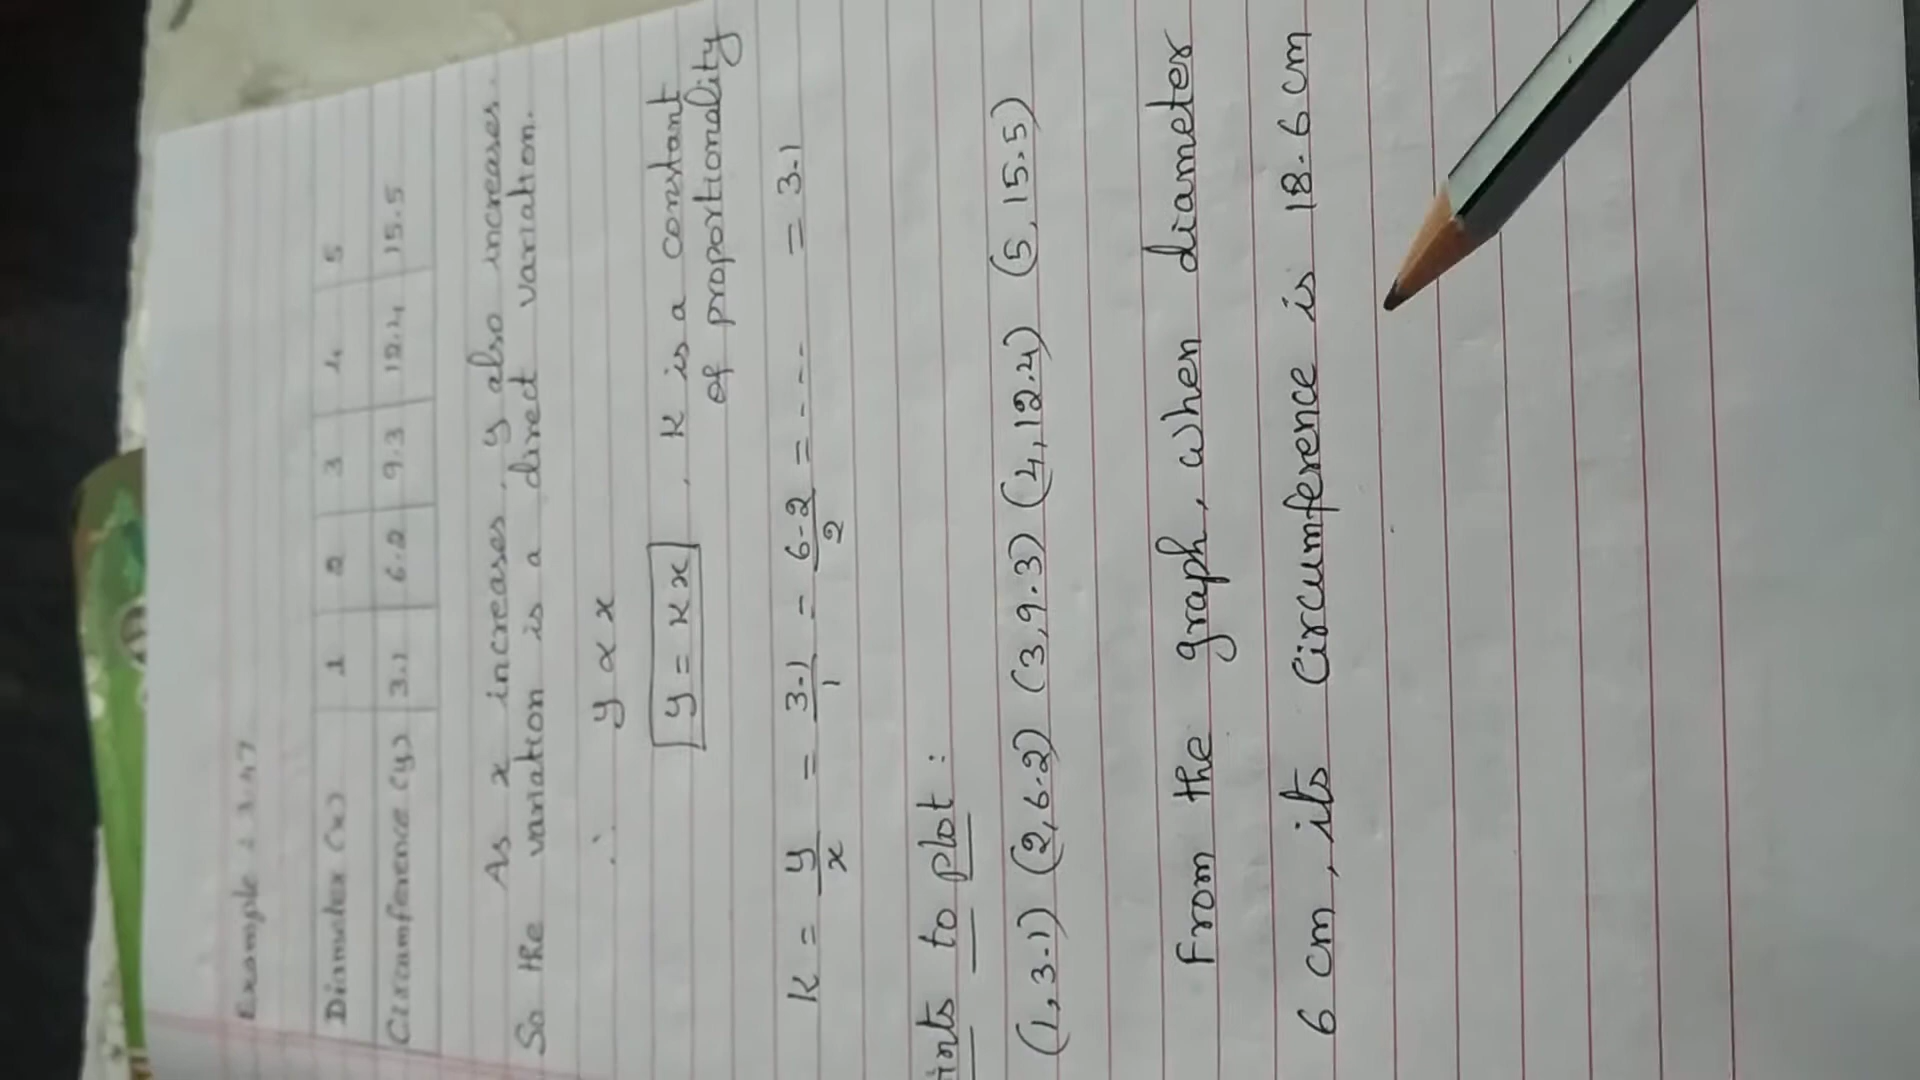 Example : 3.47
Diameter (x) 1 2 3 4 5
Circumference (y) 3.1 6.2 9.3 12.4 15.5
As x increases, y also increases.
So the variation is a direct variation.
∴ y ∝ x
y = kx , k is a constant
of proportionality
k = y/x = 3.1/1 = 6.2/2 = .... = 3.1
ints to plot :
(1,3.1) (2,6.2) (3,9.3) (4,12.4) (5,15.5)
From the graph, when diameter
6 cm, its circumference is 18.6 cm